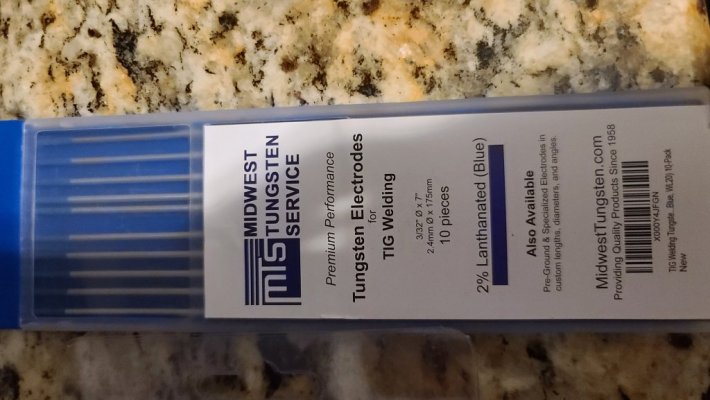 MTS
MIDWEST
TUNGSTEN
SERVICE
Premium Performance
Tungsten Electrodes
for
TIG Welding
3/32" Ø x 7"
2.4mm Ø x 175mm
10 pieces
2% Lanthanated (Blue)
Also Available
Pre-Ground & Specialized Electrodes in
custom lengths, diameters, and angles.
MidwestTungsten.com
Providing Quality Products Since 1958
X000Y4JFGN
TIG Welding Tungste...Blue, WL20) 10-Pack
New